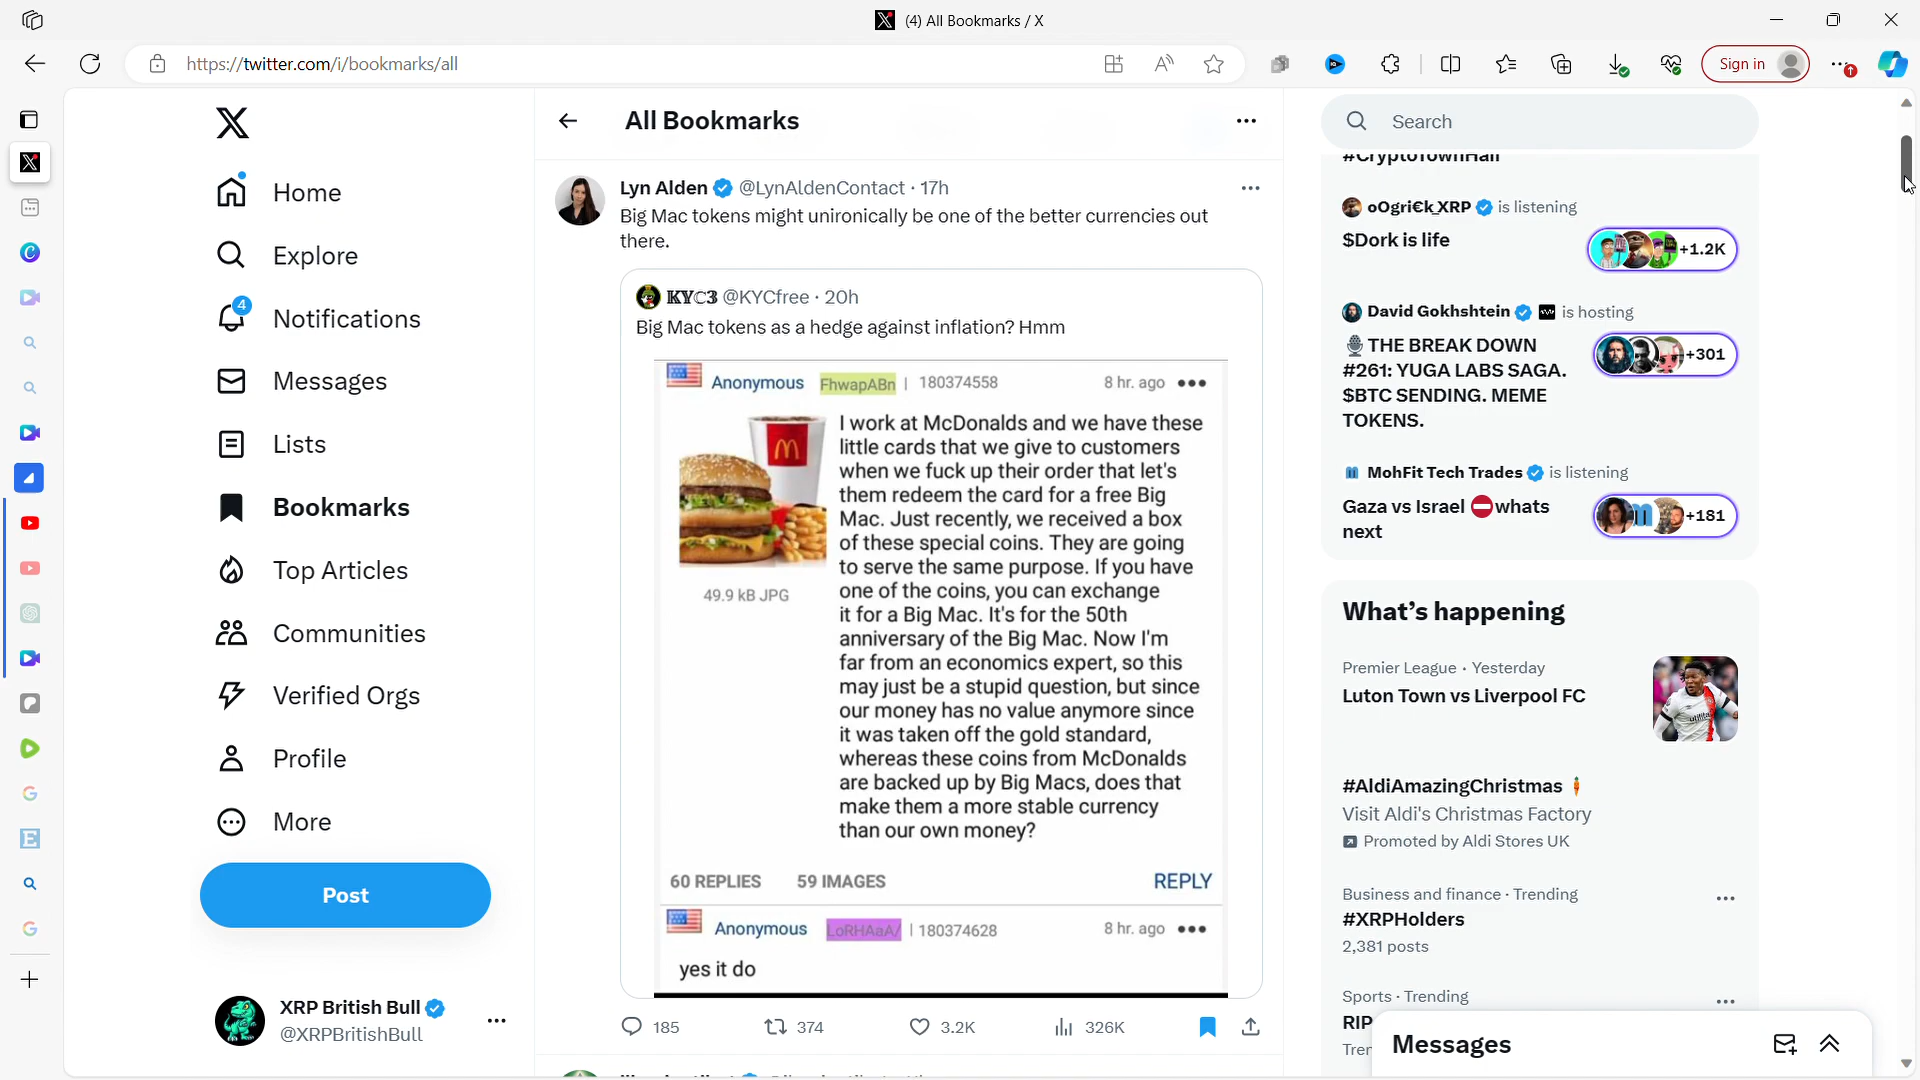 (4) All Bookmarks / X
https://twitter.com/i/bookmarks/all
Sign in
Home
Explore
4
Notifications
Messages
Lists
Bookmarks
Top Articles
Communities
Verified Orgs
Profile
More
Post
XRP British Bull
@XRPBritishBull
All Bookmarks
Lyn Alden @LynAldenContact · 17h
Big Mac tokens might unironically be one of the better currencies out
there.
𝕂𝕐ℂ𝟛 @KYCfree · 20h
Big Mac tokens as a hedge against inflation? Hmm
Anonymous FhwapABn | 180374558 8 hr. ago
I work at McDonalds and we have these
little cards that we give to customers
when we fuck up their order that let's
them redeem the card for a free Big
Mac. Just recently, we received a box
of these special coins. They are going
to serve the same purpose. If you have
one of the coins, you can exchange
it for a Big Mac. It's for the 50th
anniversary of the Big Mac. Now I'm
far from an economics expert, so this
may just be a stupid question, but since
our money has no value anymore since
it was taken off the gold standard,
whereas these coins from McDonalds
are backed up by Big Macs, does that
make them a more stable currency
than our own money?
49.9 kB JPG
60 REPLIES 59 IMAGES REPLY
Anonymous LoRHAaA/ | 180374628 8 hr. ago
yes it do
185 374 3.2K 326K
Search
#CryptoTownHall
oOgri€k_XRP is listening
$Dork is life
+1.2K
David Gokhshtein is hosting
THE BREAK DOWN
#261: YUGA LABS SAGA.
$BTC SENDING. MEME
TOKENS.
+301
MohFit Tech Trades is listening
Gaza vs Israel ⛔whats
next
+181
What's happening
Premier League · Yesterday
Luton Town vs Liverpool FC
#AldiAmazingChristmas
Visit Aldi's Christmas Factory
Promoted by Aldi Stores UK
Business and finance · Trending
#XRPHolders
2,381 posts
Sports · Trending
RIP
Messages